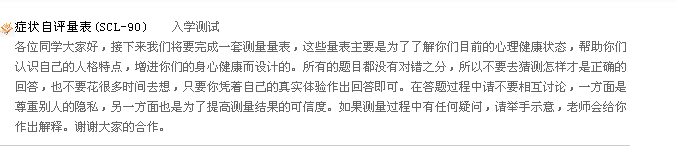 症状自评量表(SCL-90) 入学测试
各位同学大家好，接下来我们将要完成一套测量量表，这些量表主要是为了了解你们目前的心理健康状态，帮助你们
认识自己的人格特点，增进你们的身心健康而设计的。所有的题目都没有对错之分，所以不要去猜测怎样才是正确的
回答，也不要花很多时间去想，只要你凭着自己的真实体验作出回答即可。在答题过程中请不要相互讨论，一方面是
尊重别人的隐私，另一方面也是为了提高测量结果的可信度。如果测量过程中有任何疑问，请举手示意，老师会给你
作出解释。谢谢大家的合作。